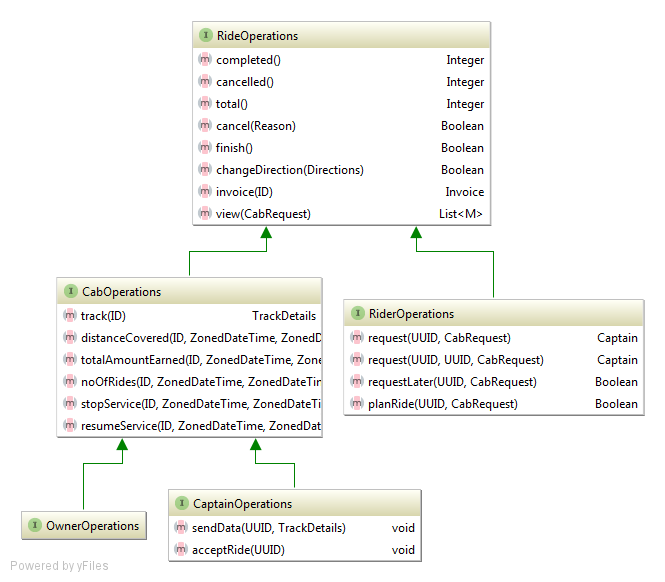 I RideOperations
m completed() Integer
m cancelled() Integer
m total() Integer
m cancel(Reason) Boolean
m finish() Boolean
m changeDirection(Directions) Boolean
m invoice(ID) Invoice
m view(CabRequest) List<M>
I CabOperations
m track(ID) TrackDetails
m distanceCovered(ID, ZonedDateTime, ZonedD
m totalAmountEarned(ID, ZonedDateTime, Zone
m noOfRides(ID, ZonedDateTime, ZonedDateTin
m stopService(ID, ZonedDateTime, ZonedDateTi
m resumeService(ID, ZonedDateTime, ZonedDat
I RiderOperations
m request(UUID, CabRequest) Captain
m request(UUID, UUID, CabRequest) Captain
m requestLater(UUID, CabRequest) Boolean
m planRide(UUID, CabRequest) Boolean
I OwnerOperations
I CaptainOperations
m sendData(UUID, TrackDetails) void
m acceptRide(UUID) void
Powered by yFiles